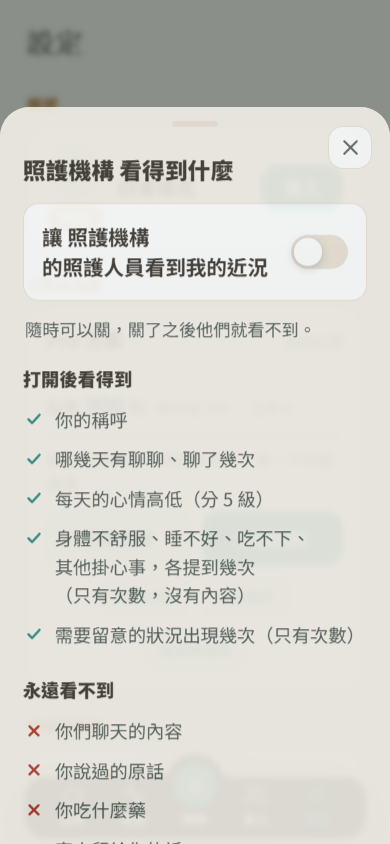 設定
照護機構 看得到什麼
讓 照護機構
的照護人員看到我的近況
隨時可以關，關了之後他們就看不到。
打開後看得到
你的稱呼
哪幾天有聊聊、聊了幾次
每天的心情高低（分 5 級）
身體不舒服、睡不好、吃不下、
其他掛心事，各提到幾次
（只有次數，沒有內容）
需要留意的狀況出現幾次（只有次數）
永遠看不到
你們聊天的內容
你說過的原話
你吃什麼藥